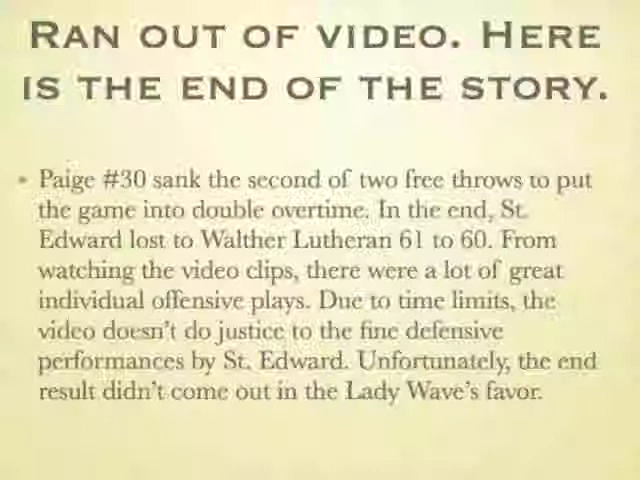 RAN OUT OF VIDEO. HERE
IS THE END OF THE STORY.
• Paige #30 sank the second of two free throws to put
the game into double overtime. In the end, St.
Edward lost to Walther Lutheran 61 to 60. From
watching the video clips, there were a lot of great
individual offensive plays. Due to time limits, the
video doesn't do justice to the fine defensive
performances by St. Edward. Unfortunately, the end
result didn't come out in the Lady Wave's favor.